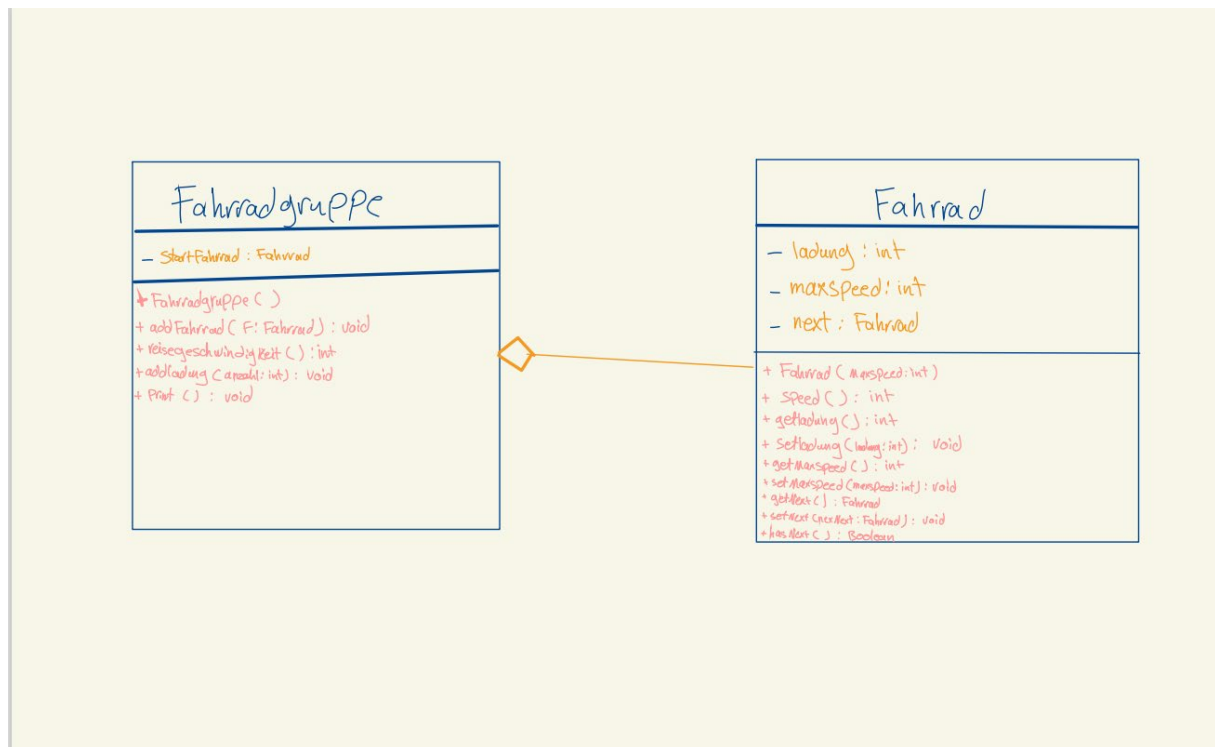 Fahrradgruppe
- StartFahrrad : Fahrrad
+ Fahrradgruppe ( )
+ addFahrrad ( F: Fahrrad ) : void
+ reisegeschwindigkeit ( ) : int
+ addladung ( anzahl: int ) : void
+ Print ( ) : void
Fahrrad
- ladung : int
- maxspeed : int
- next : Fahrrad
+ Fahrrad ( maxspeed : int )
+ speed ( ) : int
+ getladung ( ) : int
+ setladung ( ladung : int ) : void
+ getMaxspeed ( ) : int
+ setMaxspeed ( maxspeed : int ) : void
+ getNext ( ) : Fahrrad
+ setNext ( nexNext : Fahrrad ) : void
+ hasNext ( ) : Boolean